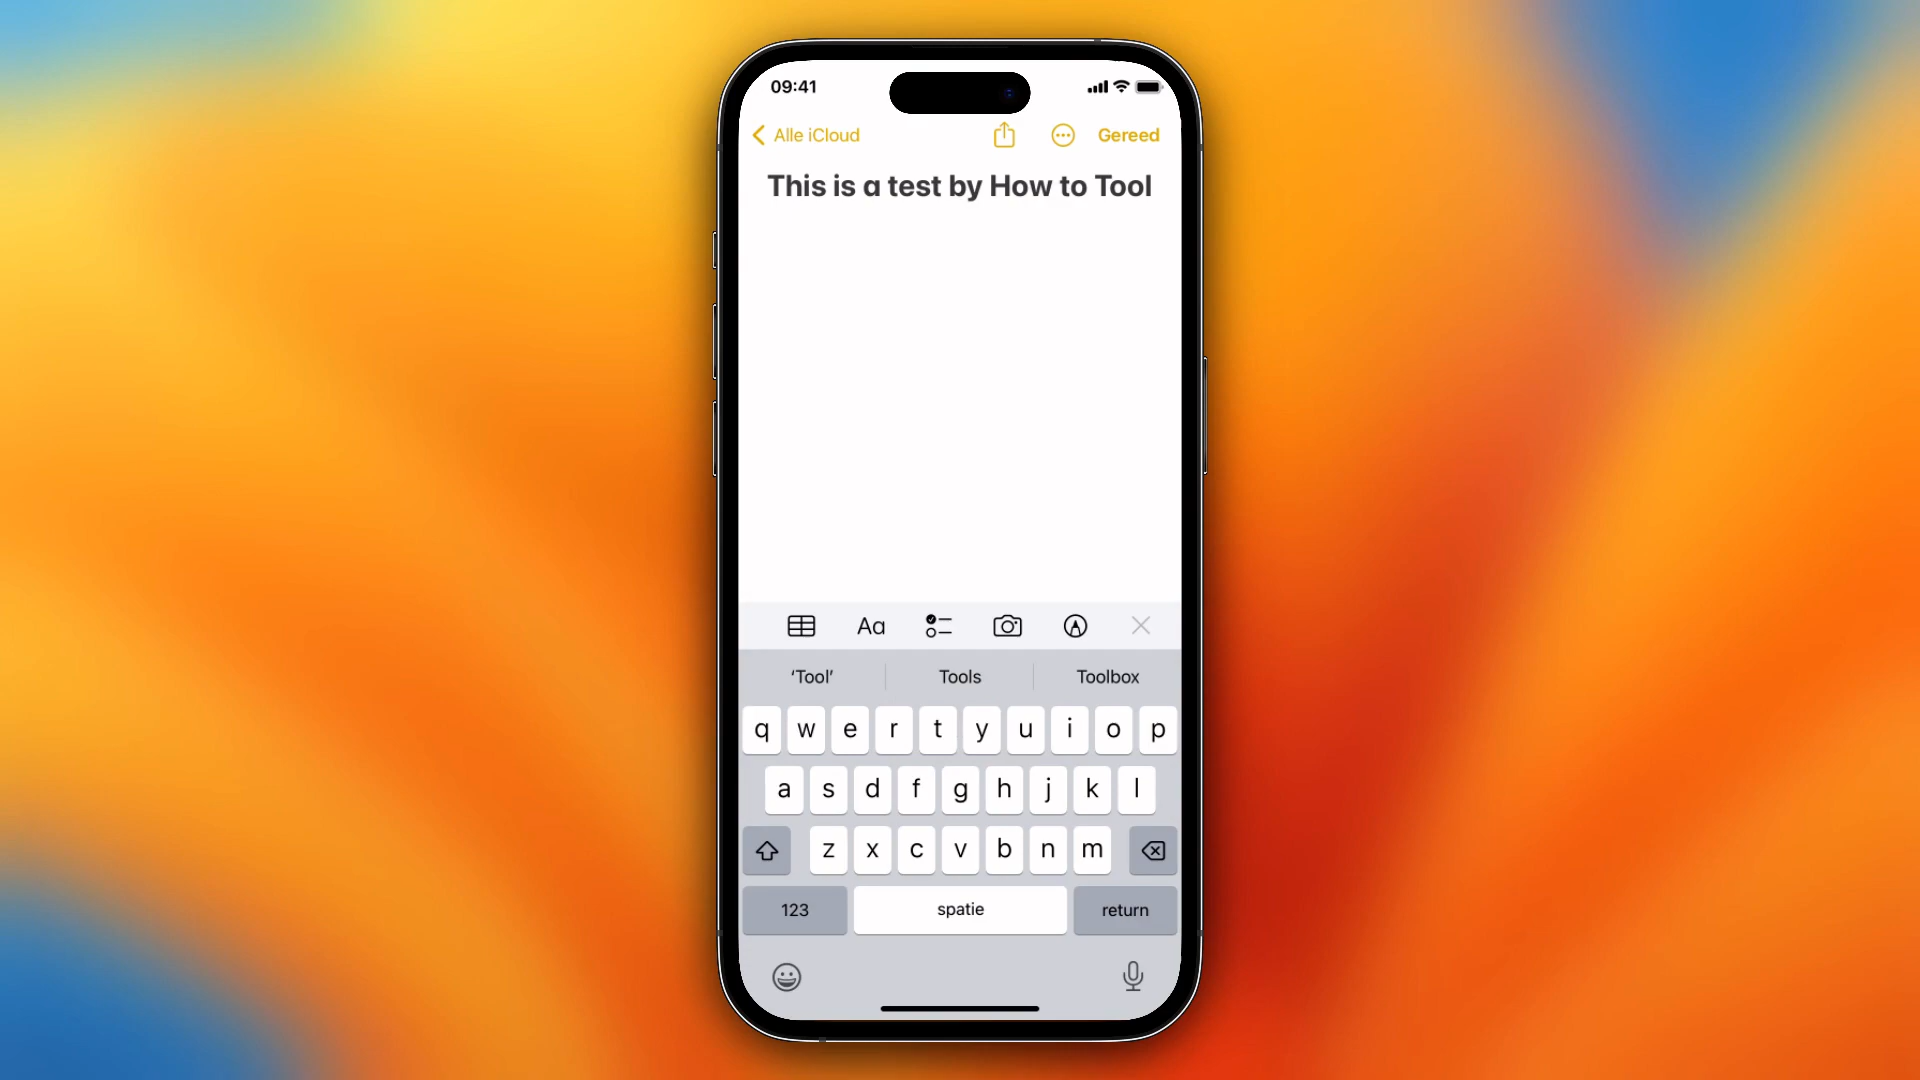 09:41
Alle iCloud Gereed
This is a test by How to Tool
Aa
‘Tool’ Tools Toolbox
q w e r t y u i o p
a s d f g h j k l
z x c v b n m
123 spatie return